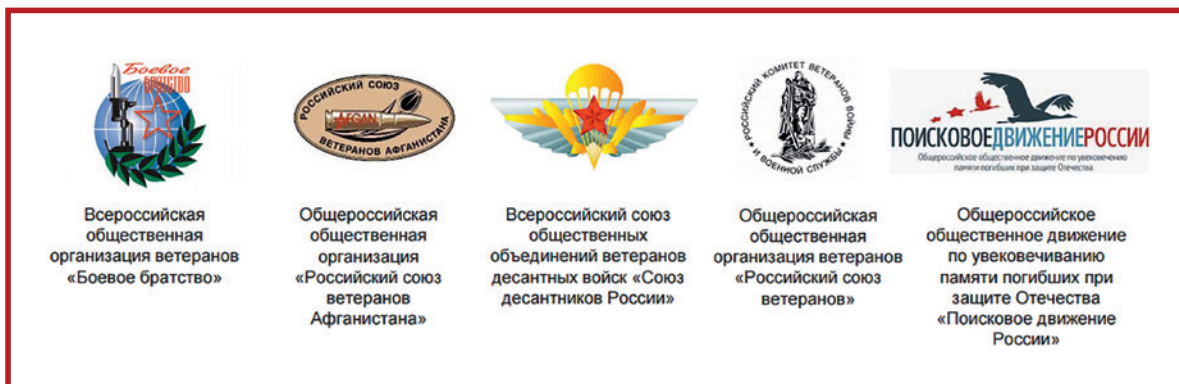 Боевое
БРАТСТВО
Всероссийская
общественная
организация ветеранов
«Боевое братство»
РОССИЙСКИЙ СОЮЗ
AFGAN
ВЕТЕРАНОВ АФГАНИСТАНА
Общероссийская
общественная
организация
«Российский союз
ветеранов
Афганистана»
Всероссийский союз
общественных
объединений ветеранов
десантных войск «Союз
десантников России»
РОССИЙСКИЙ КОМИТЕТ ВЕТЕРАНОВ ВОЙНЫ
И ВОЕННОЙ СЛУЖБЫ
Общероссийская
общественная
организация ветеранов
«Российский союз
ветеранов»
ПОИСКОВОЕДВИЖЕНИЕРОССИИ
Общероссийское общественное движение по увековечению
памяти погибших при защите Отечества
Общероссийское
общественное движение
по увековечиванию
памяти погибших при
защите Отечества
«Поисковое движение
России»